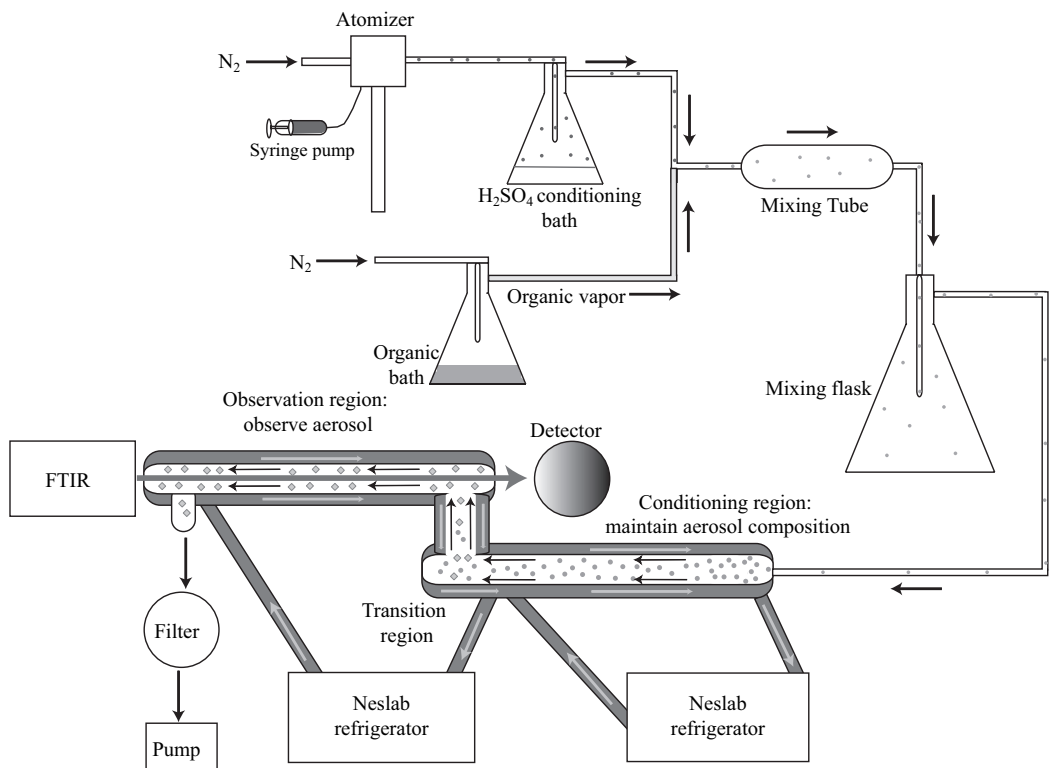 Atomizer
N2
Syringe pump
H2SO4 conditioning
bath
Mixing Tube
N2
Organic vapor
Organic
bath
Mixing flask
Observation region:
observe aerosol
Detector
FTIR
Conditioning region:
maintain aerosol composition
Transition
region
Filter
Neslab
refrigerator
Neslab
refrigerator
Pump